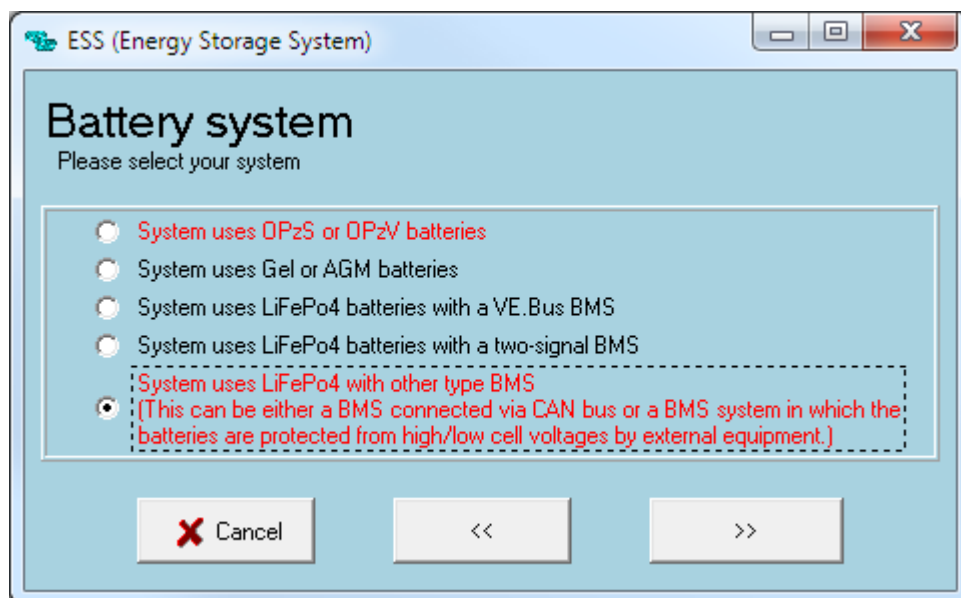 ESS (Energy Storage System)
Battery system
Please select your system
System uses OPzS or OPzV batteries
System uses Gel or AGM batteries
System uses LiFePo4 batteries with a VE.Bus BMS
System uses LiFePo4 batteries with a two-signal BMS
System uses LiFePo4 with other type BMS
(This can be either a BMS connected via CAN bus or a BMS system in which the
batteries are protected from high/low cell voltages by external equipment.)
Cancel
<<
>>